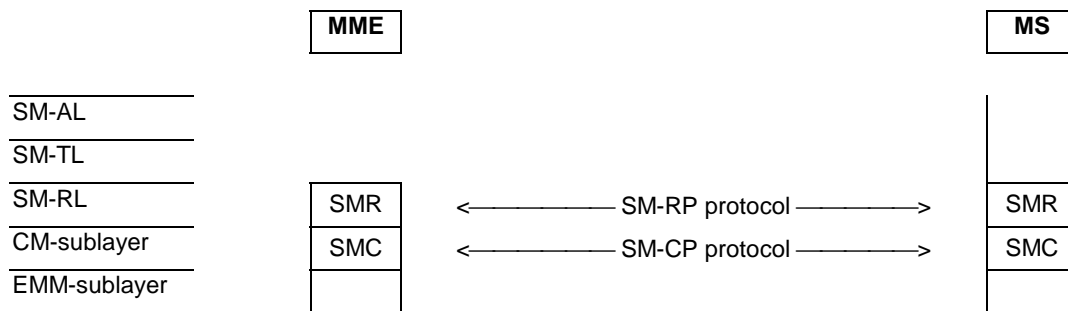 MME MS
SM-AL
SM-TL
SM-RL SMR <———— SM-RP protocol ————> SMR
CM-sublayer SMC <———— SM-CP protocol ————> SMC
EMM-sublayer